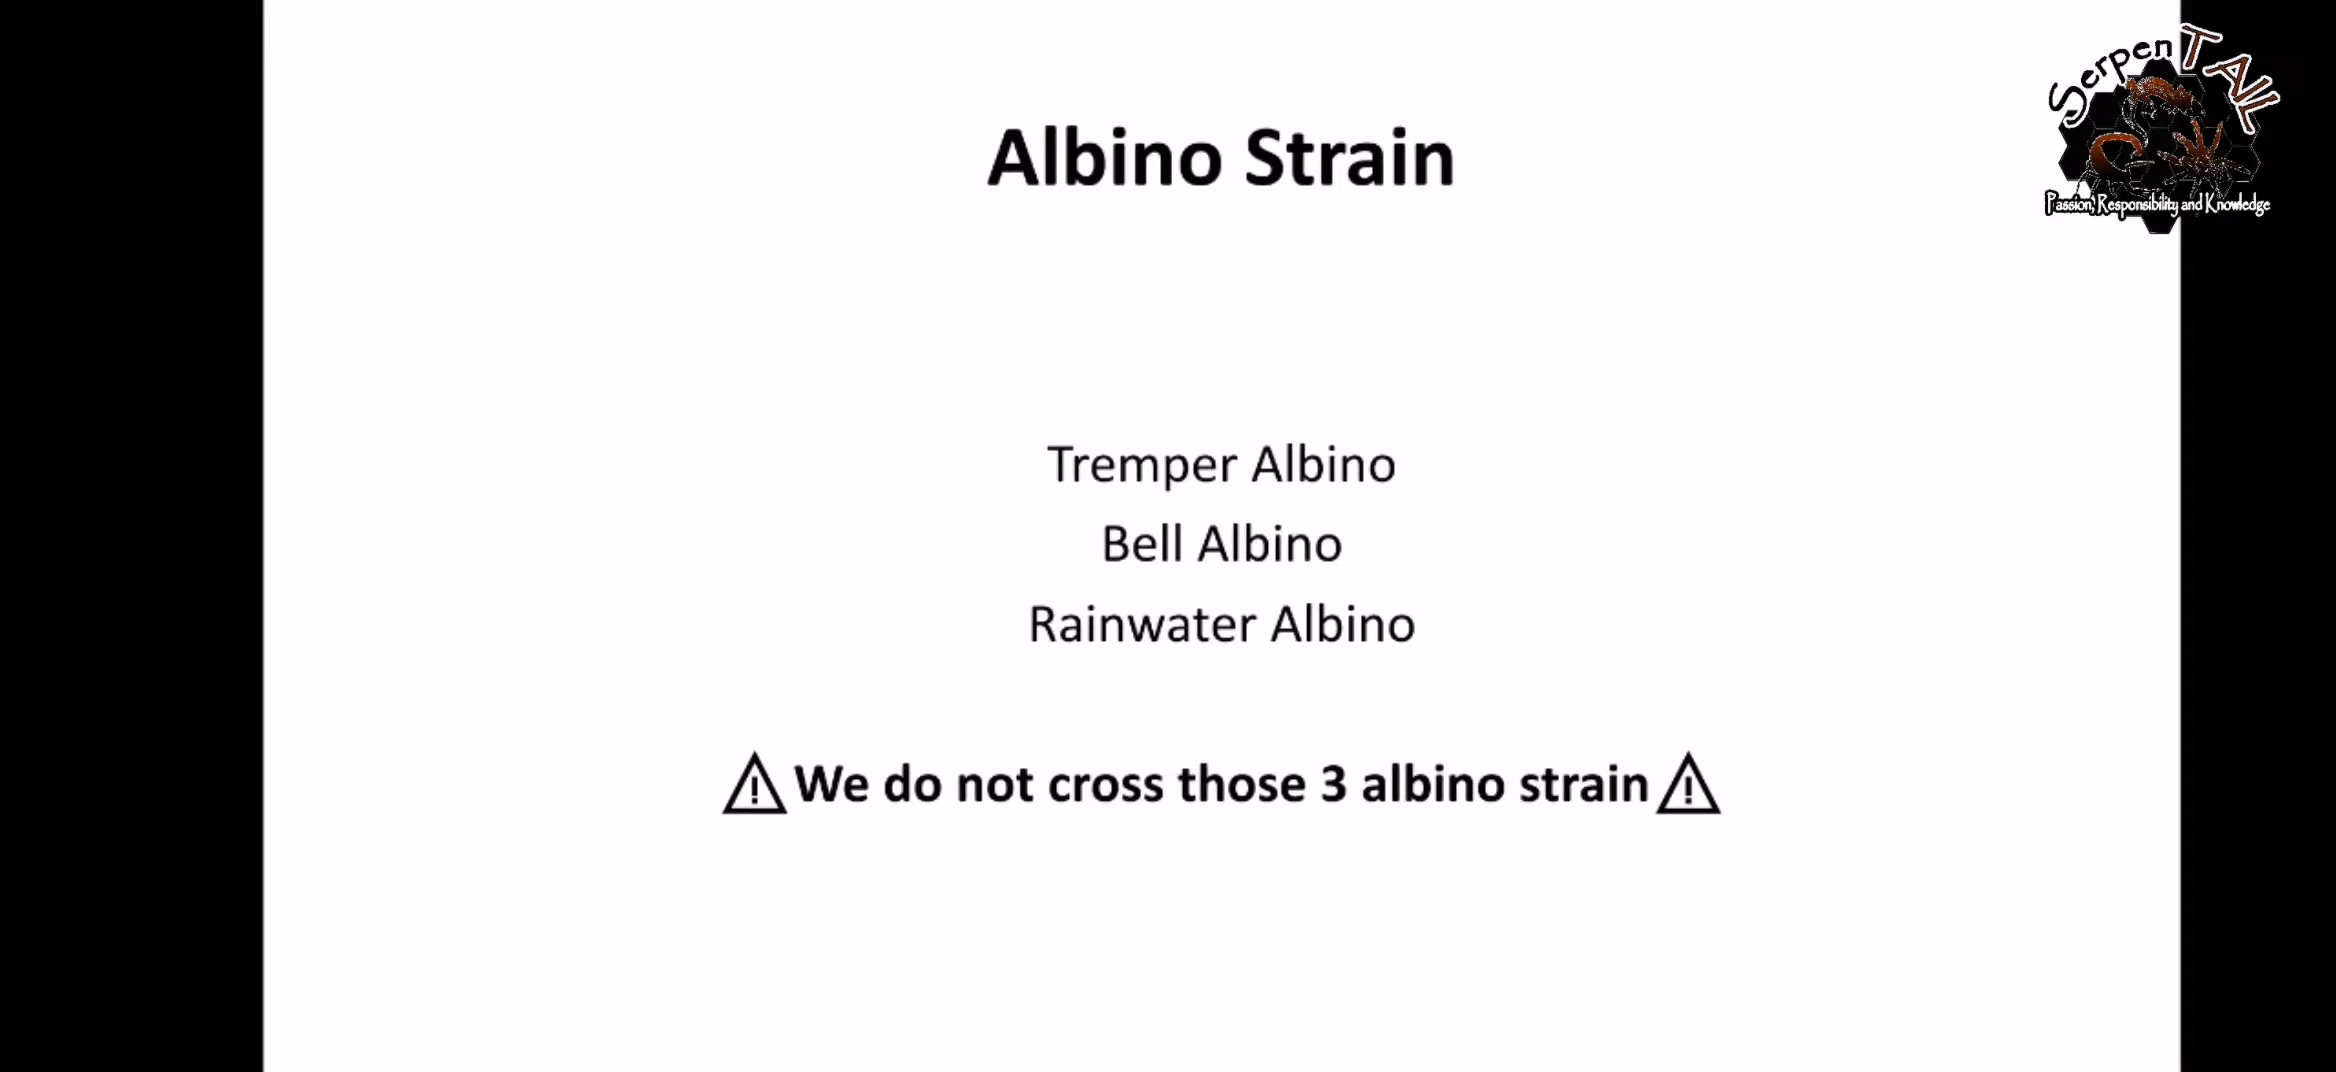 SerpenTAIL
Passion, Responsibility and Knowledge
Albino Strain
Tremper Albino
Bell Albino
Rainwater Albino
⚠We do not cross those 3 albino strain⚠